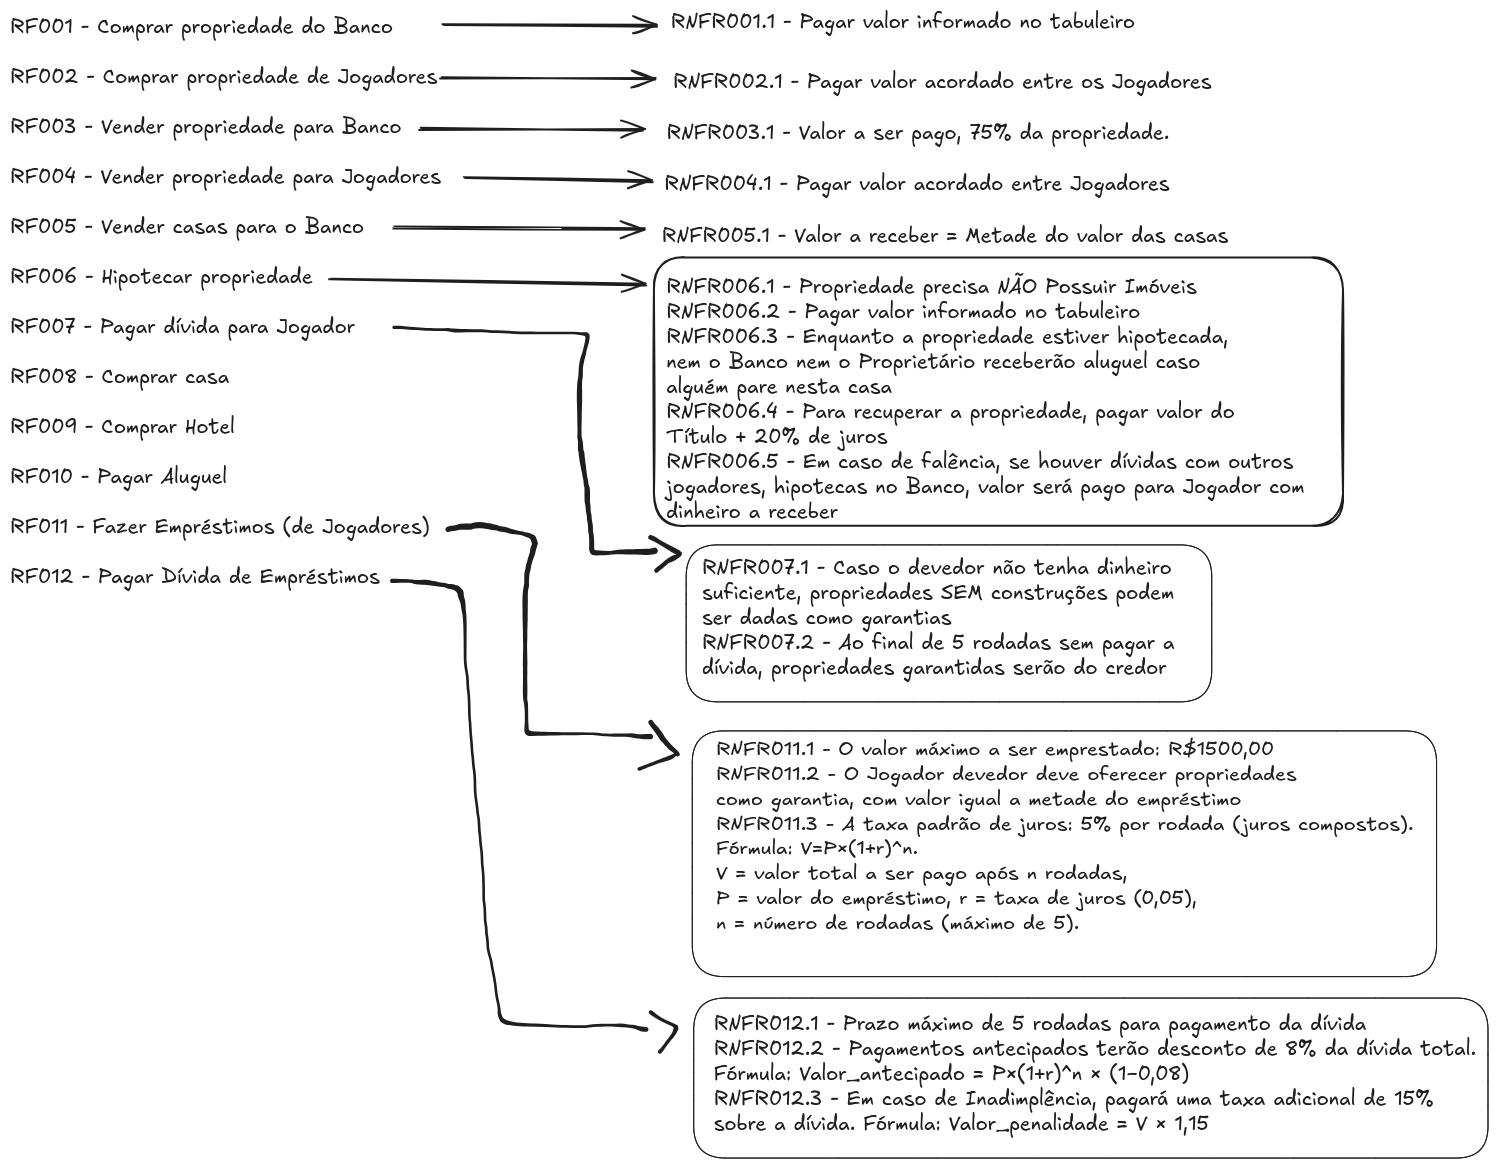 RF001 - Comprar propriedade do Banco
RNFR001.1 - Pagar valor informado no tabuleiro
RF002 - Comprar propriedade de Jogadores
RNFR002.1 - Pagar valor acordado entre os Jogadores
RF003 - Vender propriedade para Banco
RNFR003.1 - Valor a ser pago, 75% da propriedade.
RF004 - Vender propriedade para Jogadores
RNFR004.1 - Pagar valor acordado entre Jogadores
RF005 - Vender casas para o Banco
RNFR005.1 - Valor a receber = Metade do valor das casas
RF006 - Hipotecar propriedade
RF007 - Pagar dívida para Jogador
RF008 - Comprar casa
RF009 - Comprar Hotel
RF010 - Pagar Aluguel
RF011 - Fazer Empréstimos (de Jogadores)
RF012 - Pagar Dívida de Empréstimos
RNFR006.1 - Propriedade precisa NÃO Possuir Imóveis
RNFR006.2 - Pagar valor informado no tabuleiro
RNFR006.3 - Enquanto a propriedade estiver hipotecada,
nem o Banco nem o Proprietário receberão aluguel caso
alguém pare nesta casa
RNFR006.4 - Para recuperar a propriedade, pagar valor do
Título + 20% de juros
RNFR006.5 - Em caso de falência, se houver dívidas com outros
jogadores, hipotecas no Banco, valor será pago para Jogador com
dinheiro a receber
RNFR007.1 - Caso o devedor não tenha dinheiro
suficiente, propriedades SEM construções podem
ser dadas como garantias
RNFR007.2 - Ao final de 5 rodadas sem pagar a
dívida, propriedades garantidas serão do credor
RNFR011.1 - O valor máximo a ser emprestado: R$1500,00
RNFR011.2 - O Jogador devedor deve oferecer propriedades
como garantia, com valor igual a metade do empréstimo
RNFR011.3 - A taxa padrão de juros: 5% por rodada (juros compostos).
Fórmula: V=P×(1+r)^n.
V = valor total a ser pago após n rodadas,
P = valor do empréstimo, r = taxa de juros (0,05),
n = número de rodadas (máximo de 5).
RNFR012.1 - Prazo máximo de 5 rodadas para pagamento da dívida
RNFR012.2 - Pagamentos antecipados terão desconto de 8% da dívida total.
Fórmula: Valor_antecipado = P×(1+r)^n × (1−0,08)
RNFR012.3 - Em caso de Inadimplência, pagará uma taxa adicional de 15%
sobre a dívida. Fórmula: Valor_penalidade = V × 1,15